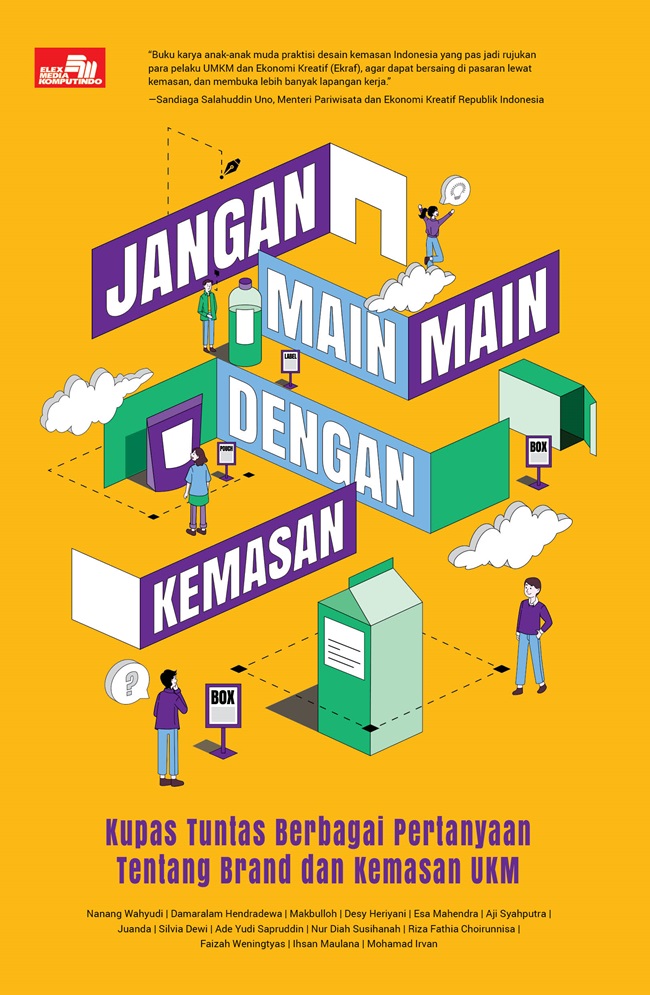 ELEX
MEDIA
KOMPUTINDO
“Buku karya anak-anak muda praktisi desain kemasan Indonesia yang pas jadi rujukan
para pelaku UMKM dan Ekonomi Kreatif (Ekraf), agar dapat bersaing di pasaran lewat
kemasan, dan membuka lebih banyak lapangan kerja.”
—Sandiaga Salahuddin Uno, Menteri Pariwisata dan Ekonomi Kreatif Republik Indonesia
JANGAN
MAIN MAIN
LABEL
DENGAN
POUCH
BOX
KEMASAN
?
BOX
Kupas Tuntas Berbagai Pertanyaan
Tentang Brand dan Kemasan UKM
Nanang Wahyudi | Damaralam Hendradewa | Makbulloh | Desy Heriyani | Esa Mahendra | Aji Syahputra |
Juanda | Silvia Dewi | Ade Yudi Sapruddin | Nur Diah Susihanah | Riza Fathia Choirunnisa |
Faizah Weningtyas | Ihsan Maulana | Mohamad Irvan